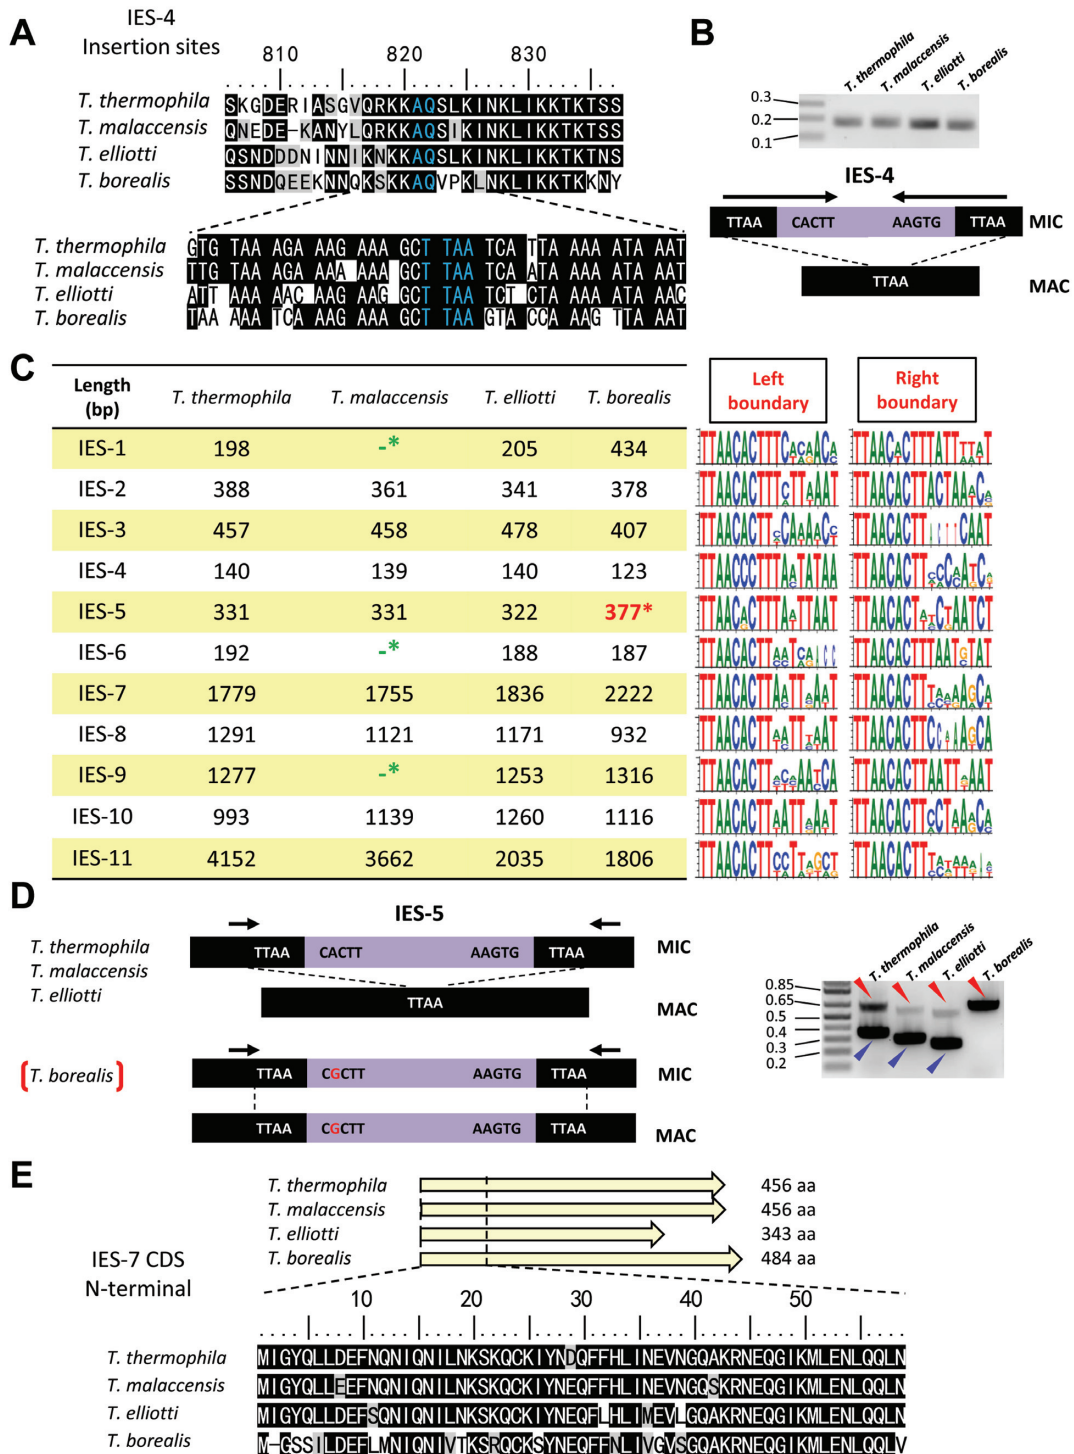 A
IES-4
Insertion sites
810 820 830
T. thermophila SKGDERIASGVQRKKAQSLKINKLIKKTKTSS
T. malaccensis QNEDE-KANYLQRKKAQSIKINKLIKKTKTSS
T. elliotti QSNDDDNINNIKNKKAQSLKINKLIKKTKTNS
T. borealis SSNDQEEKNNQKSKKAQVPKLNKLIKKTKKNY
T. thermophila GTG TAA AGA AAG AAA GCT TAA TCA TTA AAA ATA AAT
T. malaccensis TTG TAA AGA AAA AAA GCT TAA TCA ATA AAA ATA AAT
T. elliotti ATT AAA AAC AAG AAG GCT TAA TCT CTA AAA ATA AAC
T. borealis TAA AAA TCA AAG AAA GCT TAA GTA CCA AAG TTA AAT
B
T. thermophila
T. malaccensis
T. elliotti
T. borealis
0.3
0.2
0.1
IES-4
TTAA CACTT AAGTG TTAA MIC
TTAA MAC
C
Length (bp) T. thermophila T. malaccensis T. elliotti T. borealis
Left boundary
Right boundary
IES-1 198 -* 205 434
IES-2 388 361 341 378
IES-3 457 458 478 407
IES-4 140 139 140 123
IES-5 331 331 322 377*
IES-6 192 -* 188 187
IES-7 1779 1755 1836 2222
IES-8 1291 1121 1171 932
IES-9 1277 -* 1253 1316
IES-10 993 1139 1260 1116
IES-11 4152 3662 2035 1806
D
IES-5
T. thermophila
T. malaccensis
T. elliotti
TTAA CACTT AAGTG TTAA MIC
TTAA MAC
T. borealis
TTAA CGCTT AAGTG TTAA MIC
TTAA CGCTT AAGTG TTAA MAC
T. thermophila
T. malaccensis
T. elliotti
T. borealis
0.85
0.65
0.5
0.4
0.3
0.2
E
T. thermophila 456 aa
T. malaccensis 456 aa
T. elliotti 343 aa
T. borealis 484 aa
IES-7 CDS
N-terminal
10 20 30 40 50
T. thermophila MIGYQLLDEFNQNIQNILNKSKQCKIYNDQFFHLINEVNGQAKRNEQGIKMLENLQQLN
T. malaccensis MIGYQLLEEFNQNIQNILNKSKQCKIYNEQFFHLINEVNGQSKRNEQGIKMLENLQQLN
T. elliotti MIGYQLLDEFSQNIQNILNKSKQCKIYNEQFLHLIMEVLGQAKRNEQGIKMLENLQQLN
T. borealis M-GSSILDEFLMNIQNIVTKSRQCKSYNEQFFNLIVGVSGQAKRNEQGIKMLENLQQLV